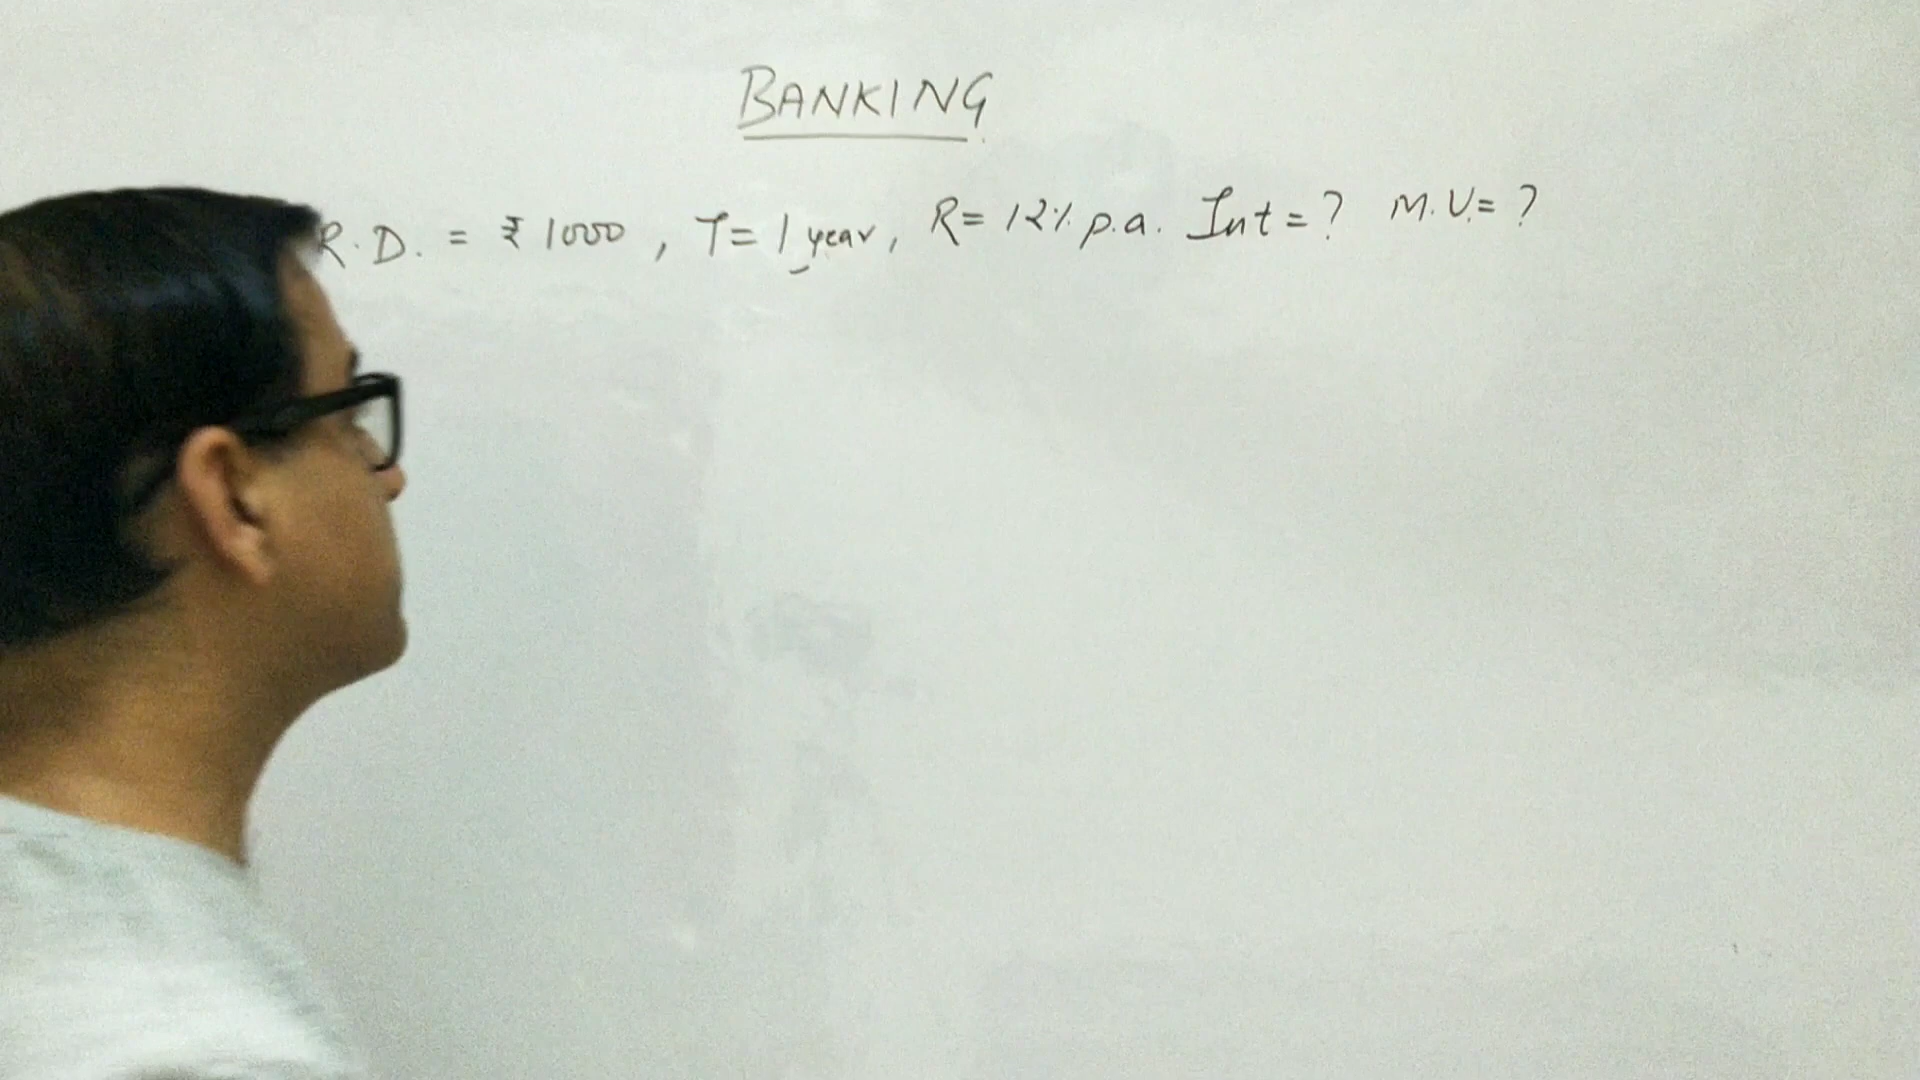 BANKING
R.D. = ₹ 1000, T= 1 year, R= 12% p.a. Int = ? M.V.= ?